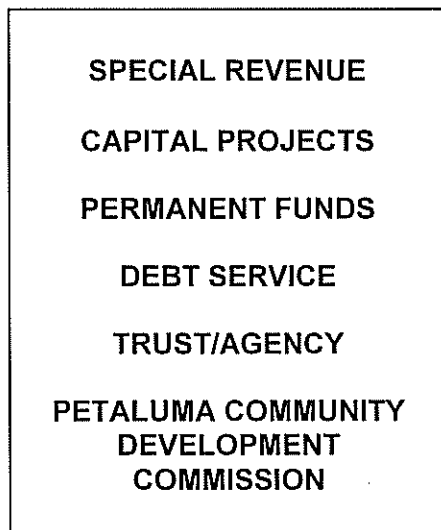 SPECIAL REVENUE
CAPITAL PROJECTS
PERMANENT FUNDS
DEBT SERVICE
TRUST/AGENCY
PETALUMA COMMUNITY
DEVELOPMENT
COMMISSION